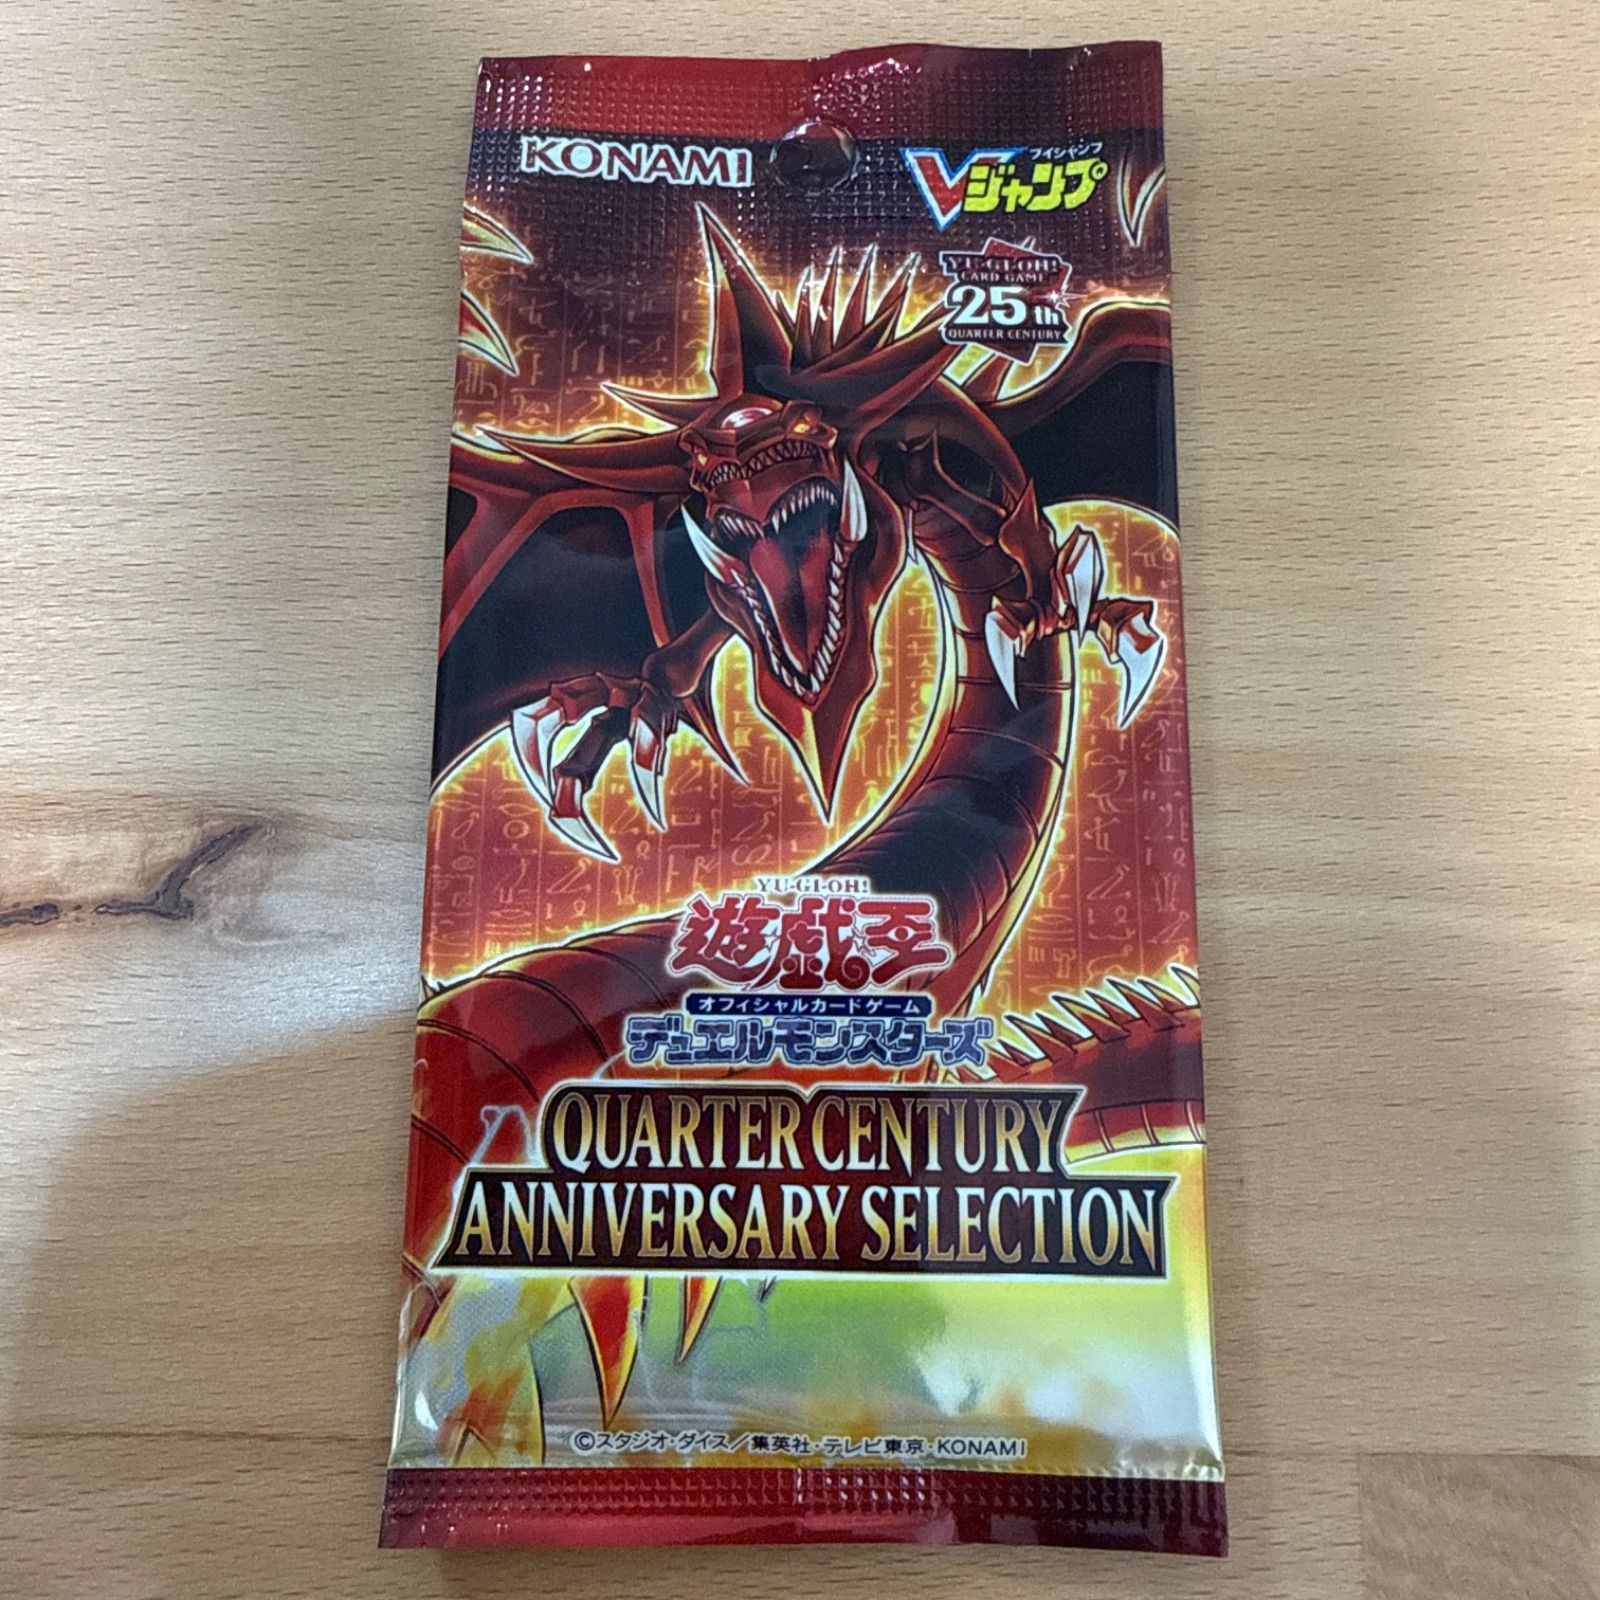 KONAMI
ブイジャンプ
Vジャンプ
YU-GI-OH!
CARD GAME
25th
QUARTER CENTURY
YU-GI-OH!
遊戯王
オフィシャルカードゲーム
デュエルモンスターズ
QUARTER CENTURY
ANNIVERSARY SELECTION
©スタジオ・ダイス／集英社・テレビ東京・KONAMI